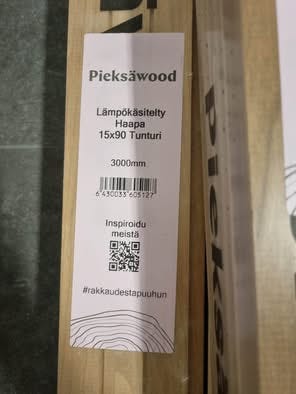 Pieksäwood
Lämpökäsitelty
Haapa
15x90 Tunturi
3000mm
6 430033 605127
Inspiroidu
meistä
#rakkaudestapuuhun